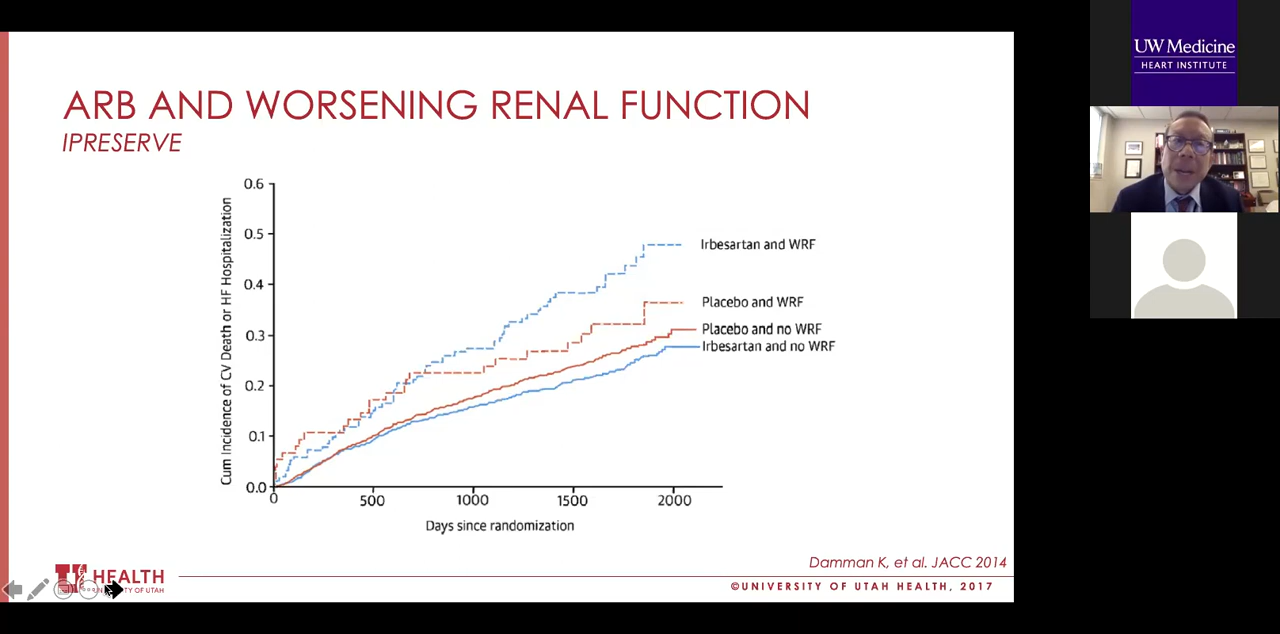 ARB AND WORSENING RENAL FUNCTION
IPRESERVE
Cum Incidence of CV Death or HF Hospitalization
0.6
0.5
0.4
0.3
0.2
0.1
0.0
0
500
1000
1500
2000
Days since randomization
Irbesartan and WRF
Placebo and WRF
Placebo and no WRF
Irbesartan and no WRF
Damman K, et al. JACC 2014
©UNIVERSITY OF UTAH HEALTH, 2017
HEALTH
OF UTAH
UW Medicine
HEART INSTITUTE